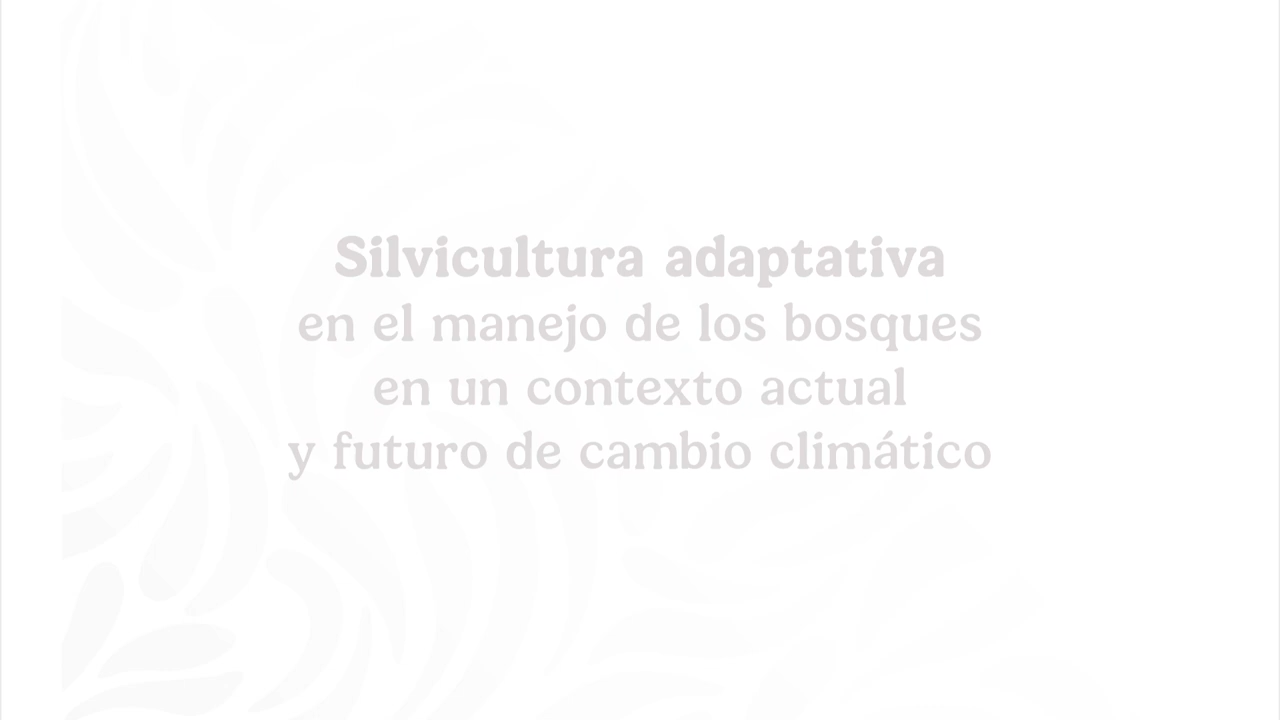 Silvicultura adaptativa
en el manejo de los bosques
en un contexto actual
y futuro de cambio climático